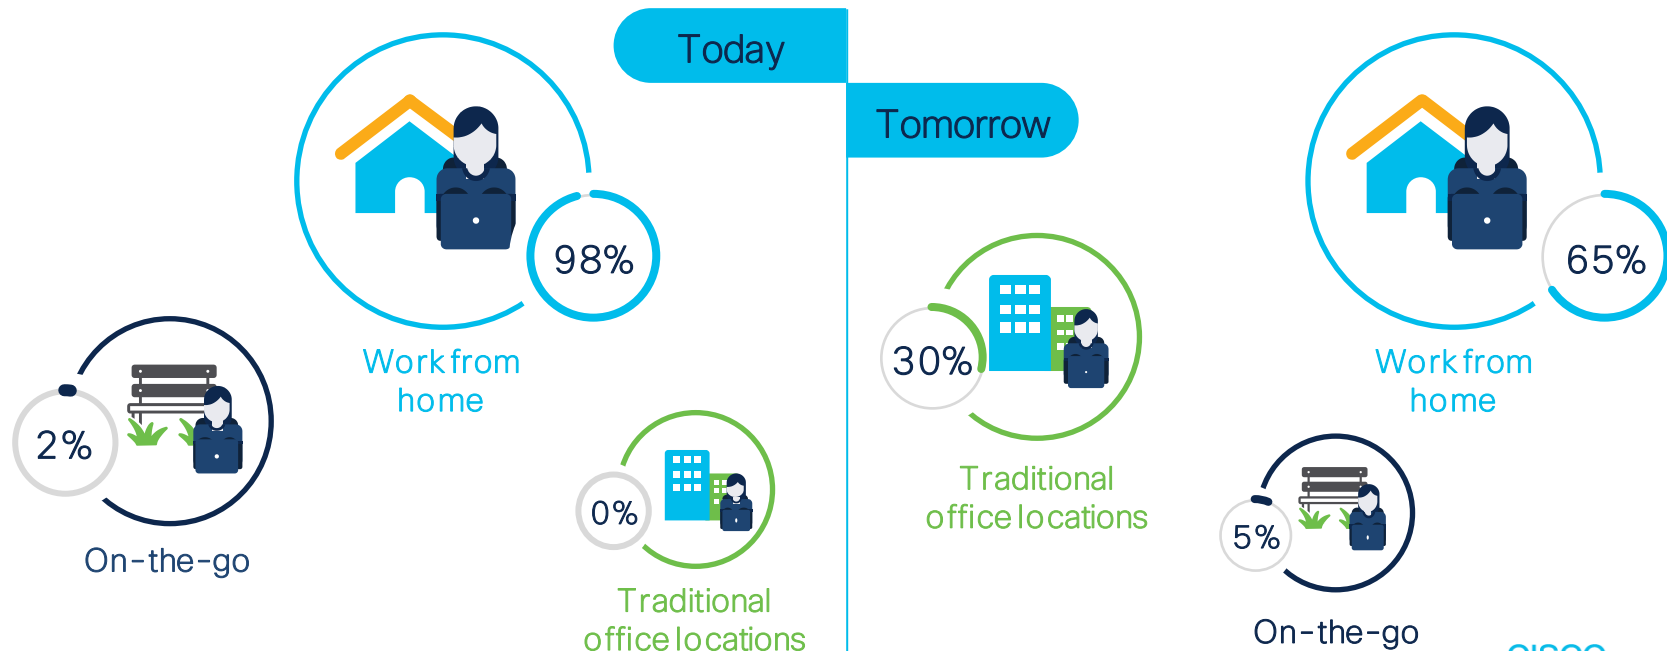 Today
98%
Work from
home
2%
On-the-go
0%
Traditional
office locations
Tomorrow
65%
Work from
home
30%
Traditional
office locations
5%
On-the-go